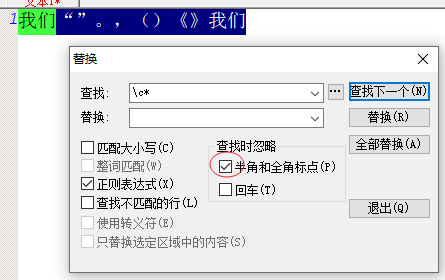 文本1*
1我们“”。，（）《》我们
替换
查找: \c* ... 查找下一个(N)
替换: 替换(R)
匹配大小写(C) 查找时忽略 全部替换(A)
整词匹配(W) 半角和全角标点(P)
正则表达式(X) 回车(T)
查找不匹配的行(L)
使用转义符(E) 退出(Q)
只替换选定区域中的内容(S)